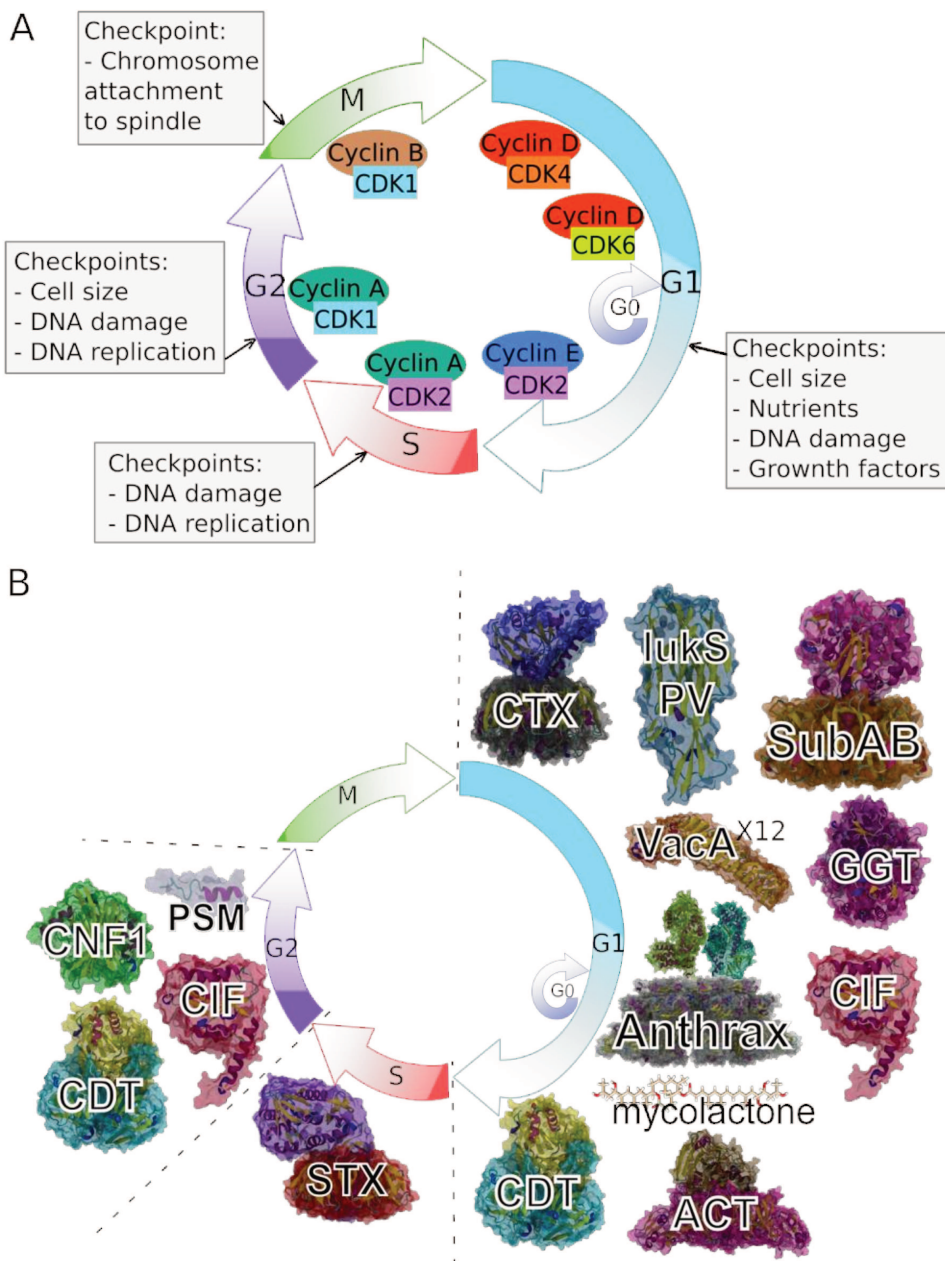 A
Checkpoint:
- Chromosome
attachment
to spindle
M
Cyclin B
CDK1
Cyclin D
CDK4
Cyclin D
CDK6
G1
G0
Checkpoints:
- Cell size
- DNA damage
- DNA replication
G2
Cyclin A
CDK1
Cyclin A
CDK2
Cyclin E
CDK2
Checkpoints:
- Cell size
- Nutrients
- DNA damage
- Grownth factors
S
Checkpoints:
- DNA damage
- DNA replication
B
CTX
lukS
PV
SubAB
M
VacA X12
GGT
PSM
CNF1
G2
G1
CIF
G0
Anthrax
CIF
CDT
S
mycolactone
STX
CDT
ACT